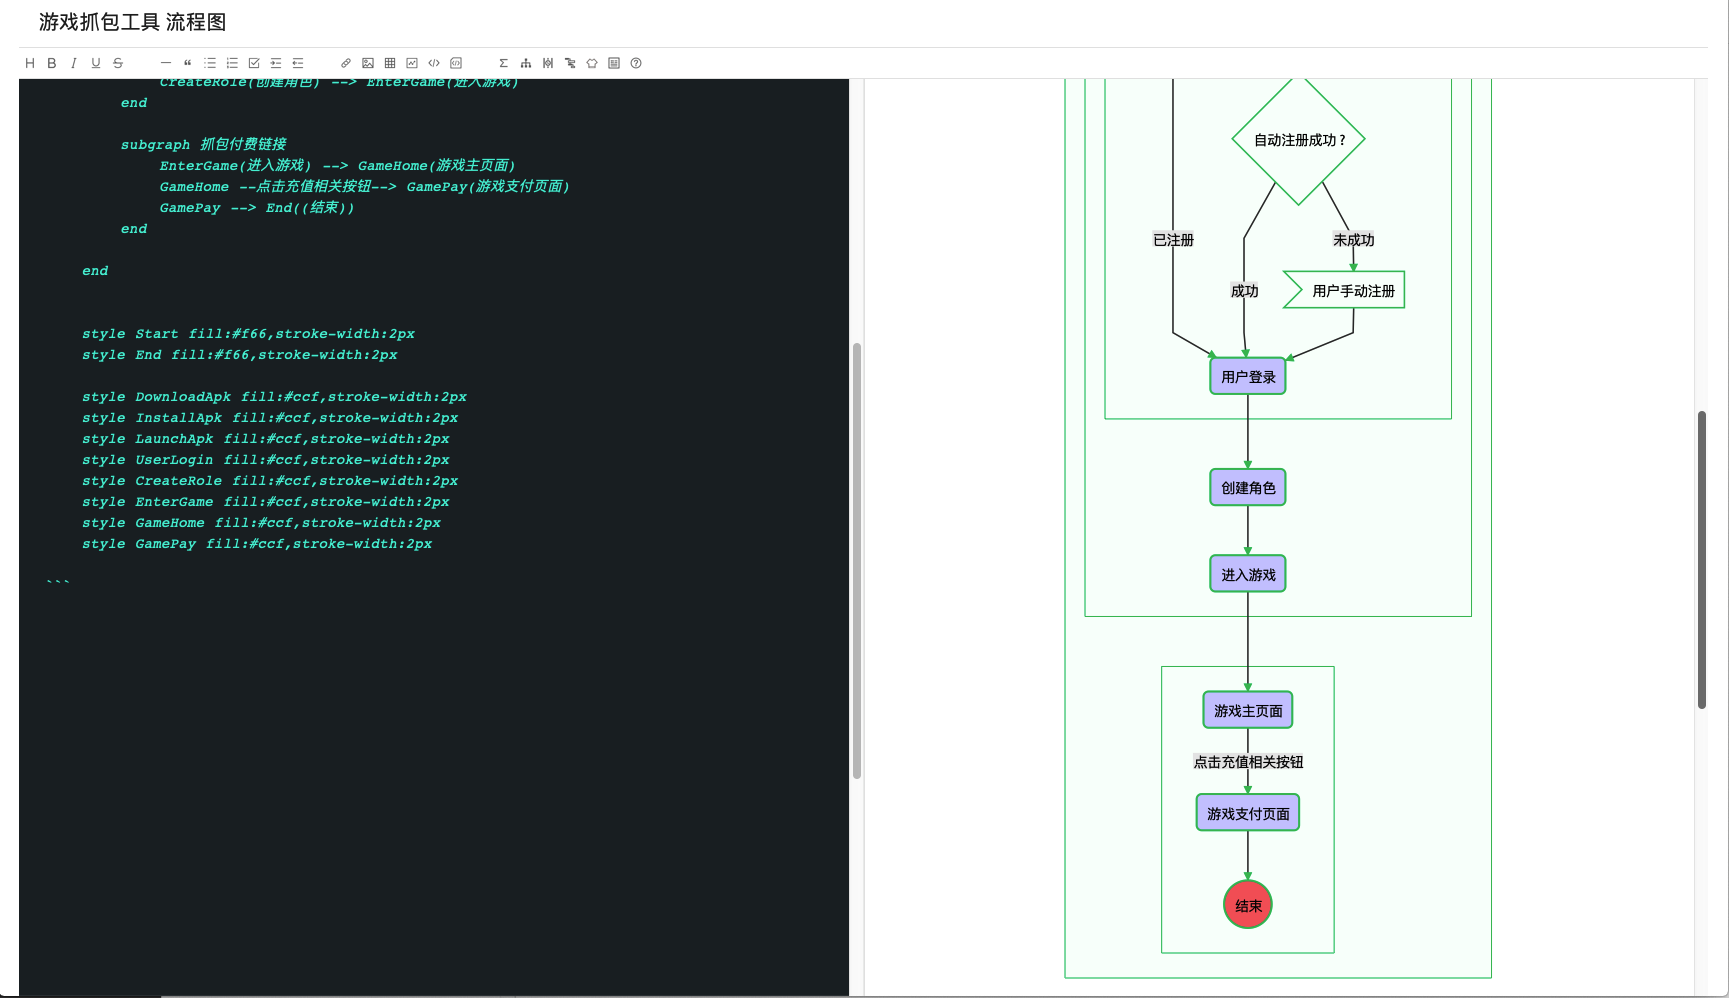 游戏抓包工具 流程图
H B I U S
CreateRole(创建角色) --> EnterGame(进入游戏)
end
subgraph 抓包付费链接
EnterGame(进入游戏) --> GameHome(游戏主页面)
GameHome --点击充值相关按钮--> GamePay(游戏支付页面)
GamePay --> End((结束))
end
end
style Start fill:#f66,stroke-width:2px
style End fill:#f66,stroke-width:2px
style DownloadApk fill:#ccf,stroke-width:2px
style InstallApk fill:#ccf,stroke-width:2px
style LaunchApk fill:#ccf,stroke-width:2px
style UserLogin fill:#ccf,stroke-width:2px
style CreateRole fill:#ccf,stroke-width:2px
style EnterGame fill:#ccf,stroke-width:2px
style GameHome fill:#ccf,stroke-width:2px
style GamePay fill:#ccf,stroke-width:2px
```
自动注册成功？
已注册
未成功
成功
用户手动注册
用户登录
创建角色
进入游戏
游戏主页面
点击充值相关按钮
游戏支付页面
结束